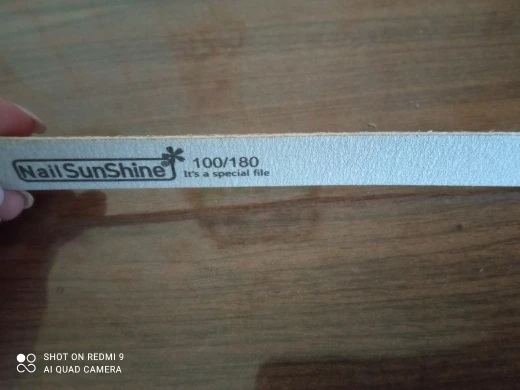 NailSunShine
100/180
It's a special file
SHOT ON REDMI 9
AI QUAD CAMERA